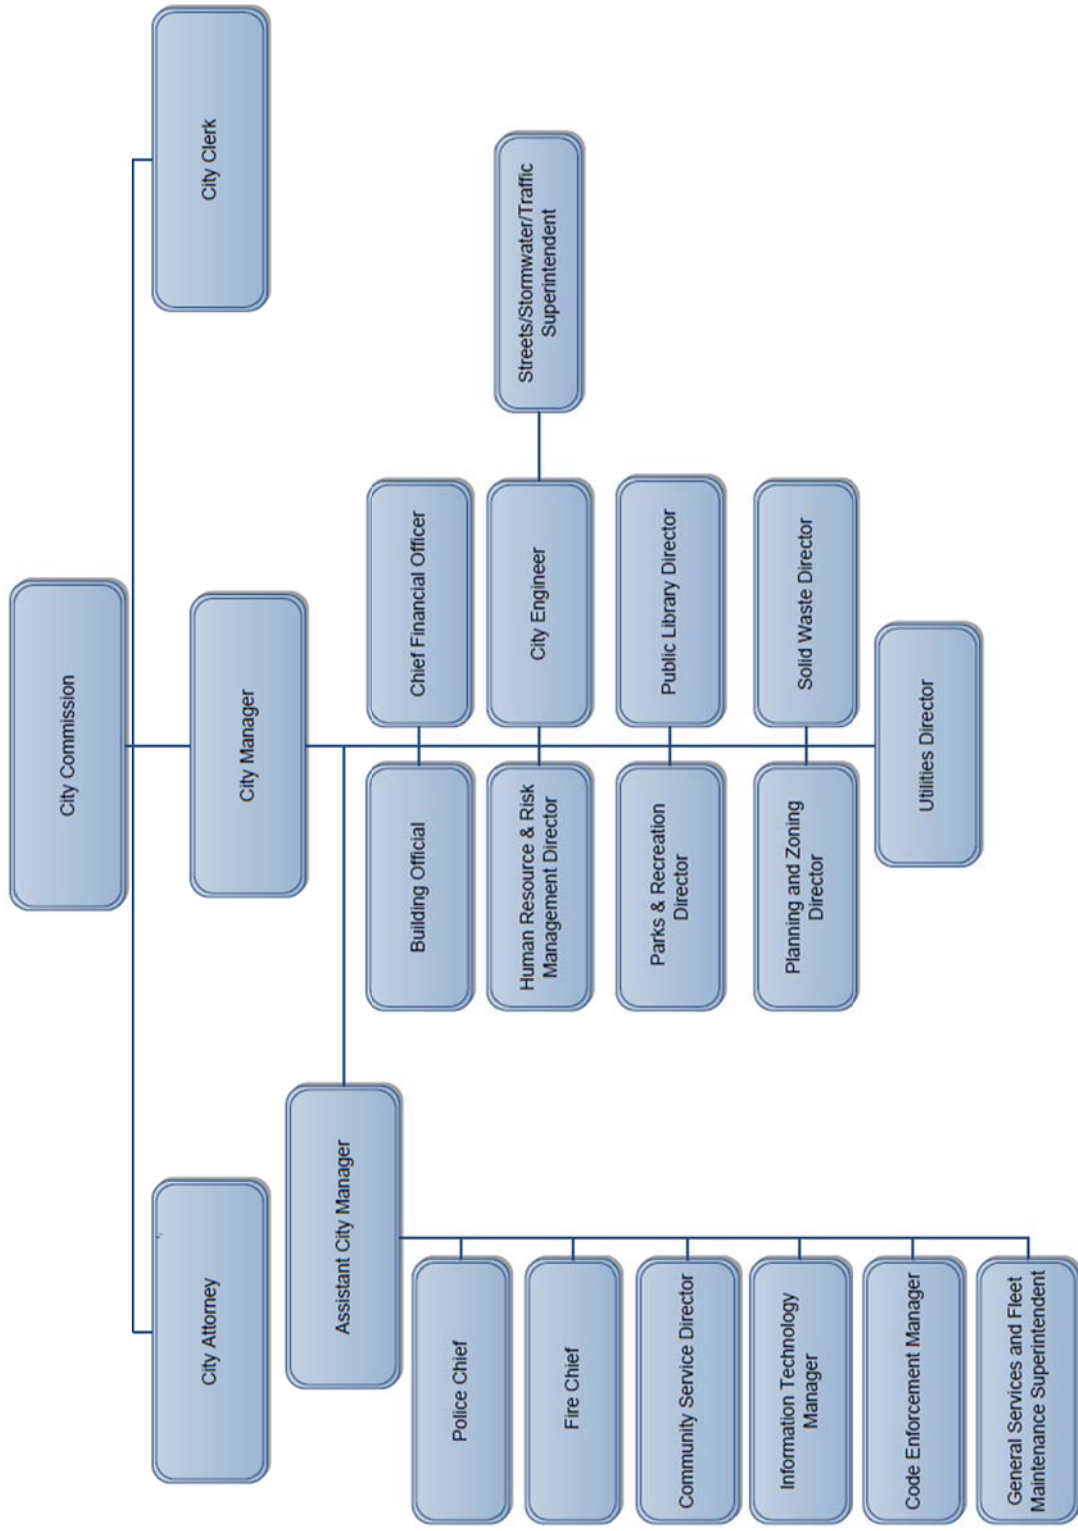 City Commission
City Attorney
City Manager
City Clerk
Assistant City Manager
Police Chief
Fire Chief
Community Service Director
Information Technology
Manager
Code Enforcement Manager
General Services and Fleet
Maintenance Superintendent
Building Official
Chief Financial Officer
Human Resource & Risk
Management Director
City Engineer
Streets/Stormwater/Traffic
Superintendent
Parks & Recreation
Director
Public Library Director
Planning and Zoning
Director
Solid Waste Director
Utilities Director